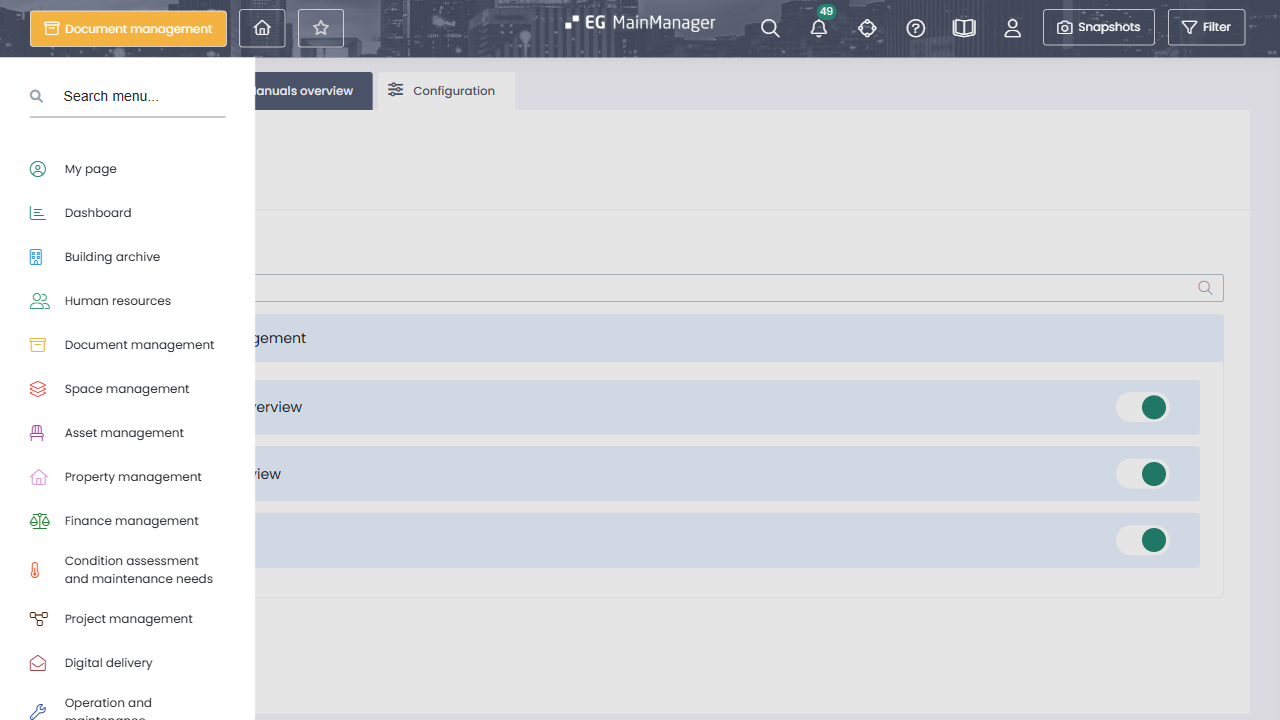 Document management
EG MainManager
49
Snapshots
Filter
Search menu...
anuals overview
Configuration
My page
Dashboard
Building archive
Human resources
Document management
Space management
Asset management
Property management
Finance management
Condition assessment
and maintenance needs
Project management
Digital delivery
Operation and
maintenance
gement
verview
view